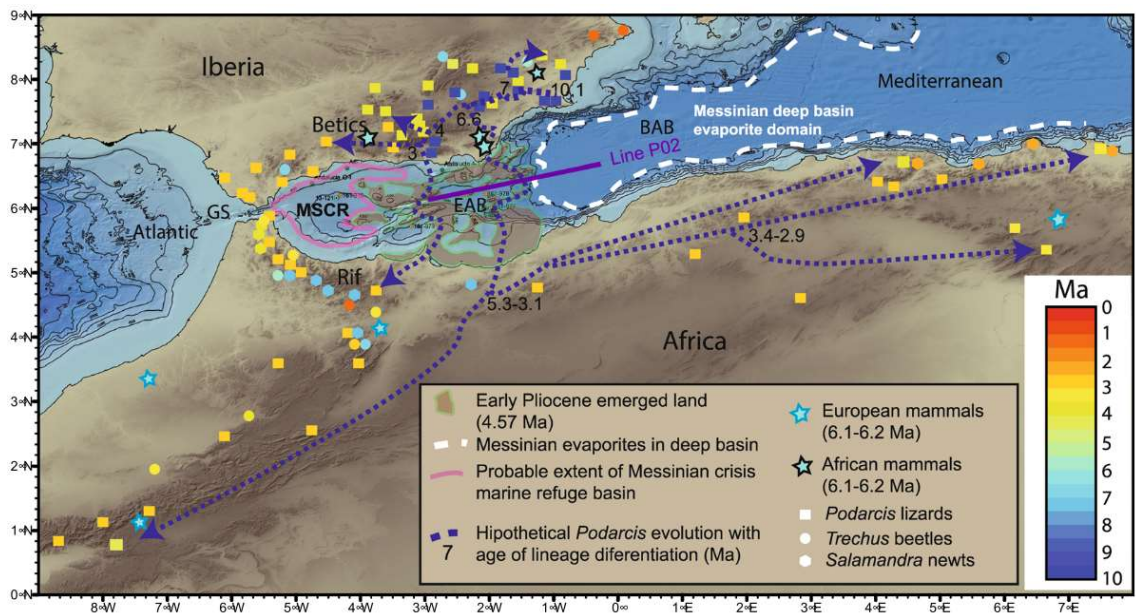 9°N
8°N
7°N
6°N
5°N
4°N
3°N
2°N
1°N
Iberia
Betics
7
10.1
6.6
4
3
Mediterranean
Messinian deep basin
evaporite domain
BAB
Line P02
EAB
MSCR
GS
Atlantic
Rif
5.3-3.1
3.4-2.9
Africa
Early Pliocene emerged land
(4.57 Ma)
Messinian evaporites in deep basin
Probable extent of Messinian crisis
marine refuge basin
Hipothetical Podarcis evolution with
7 age of lineage diferentiation (Ma)
European mammals
(6.1-6.2 Ma)
African mammals
(6.1-6.2 Ma)
Podarcis lizards
Trechus beetles
Salamandra newts
Ma
0
1
2
3
4
5
6
7
8
9
10
8°W 7°W 6°W 5°W 4°W 3°W 2°W 1°W 0° 1°E 2°E 3°E 4°E 5°E 6°E 7°E